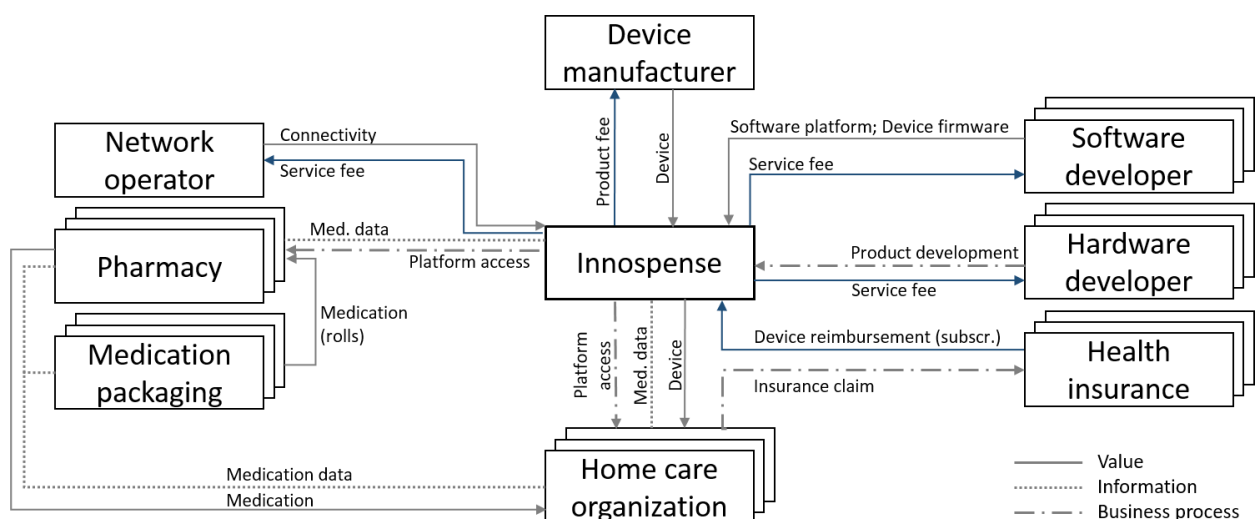 Device
manufacturer
Network
operator
Connectivity
Service fee
Product fee
Device
Software platform; Device firmware
Service fee
Software
developer
Pharmacy
Med. data
Platform access
Innospense
Product development
Service fee
Hardware
developer
Medication
(rolls)
Medication
packaging
Platform
access
Med. data
Device
Device reimbursement (subscr.)
Insurance claim
Health
insurance
Medication data
Medication
Home care
organization
Value
Information
Business process